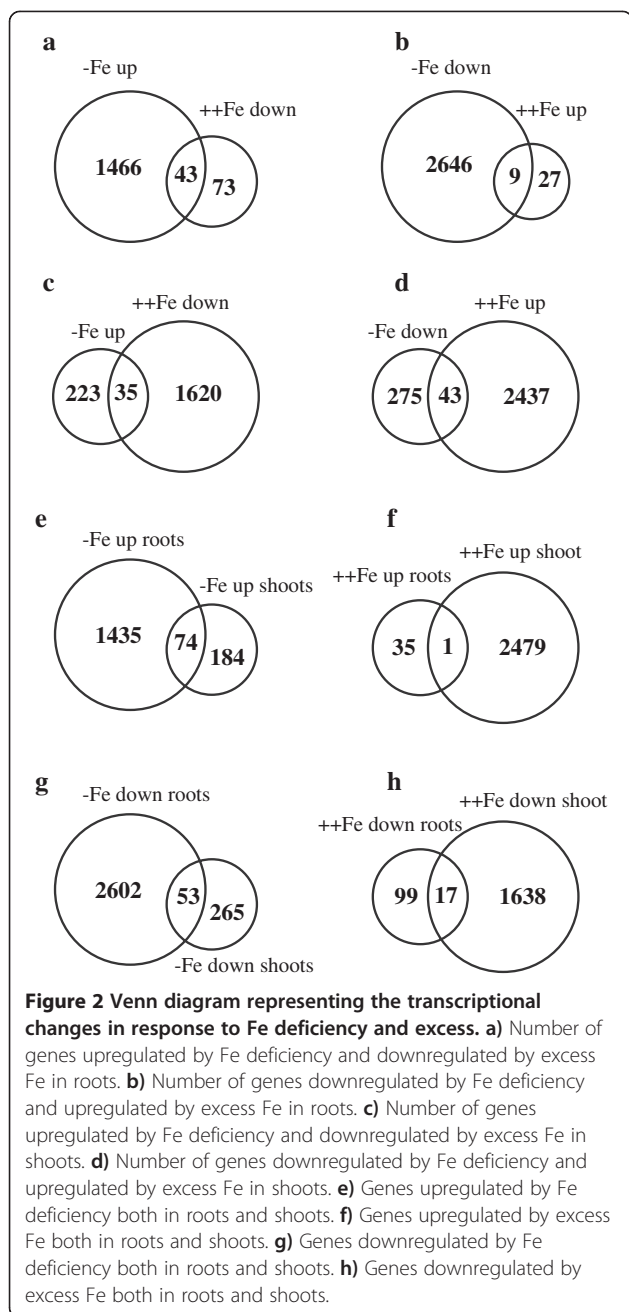 a
b
-Fe up
-Fe down
++Fe down
++Fe up
1466
43
73
2646
9
27
c
d
++Fe down
++Fe up
-Fe up
-Fe down
223
35
1620
275
43
2437
e
f
-Fe up roots
++Fe up shoot
-Fe up shoots
++Fe up roots
1435
74
184
35
1
2479
g
h
-Fe down roots
++Fe down shoot
++Fe down roots
2602
53
265
99
17
1638
-Fe down shoots
Figure 2 Venn diagram representing the transcriptional
changes in response to Fe deficiency and excess. a) Number of
genes upregulated by Fe deficiency and downregulated by excess
Fe in roots. b) Number of genes downregulated by Fe deficiency
and upregulated by excess Fe in roots. c) Number of genes
upregulated by Fe deficiency and downregulated by excess Fe in
shoots. d) Number of genes downregulated by Fe deficiency and
upregulated by excess Fe in shoots. e) Genes upregulated by Fe
deficiency both in roots and shoots. f) Genes upregulated by excess
Fe both in roots and shoots. g) Genes downregulated by Fe
deficiency both in roots and shoots. h) Genes downregulated by
excess Fe both in roots and shoots.